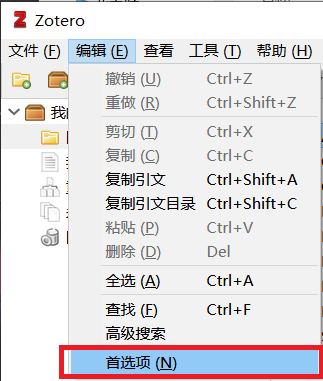 Zotero
文件 (F) 编辑 (E) 查看 工具 (T) 帮助 (H)
撤销 (U) Ctrl+Z
重做 (R) Ctrl+Shift+Z
剪切 (T) Ctrl+X
复制 (C) Ctrl+C
复制引文 Ctrl+Shift+A
复制引文目录 Ctrl+Shift+C
粘贴 (P) Ctrl+V
删除 (D) Del
全选 (A) Ctrl+A
查找 (F) Ctrl+F
高级搜索
首选项 (N)